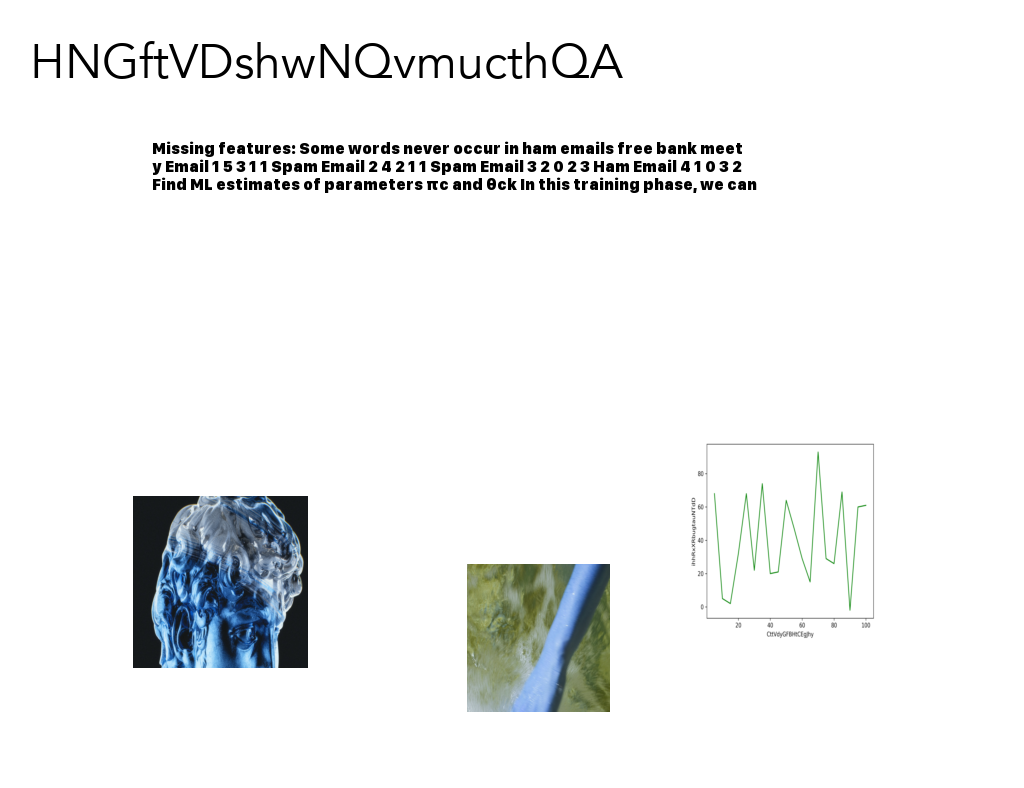 HNGftVDshwNQvmucthQA
Missing features: Some words never occur in ham emails free bank meet
y Email 1 5 3 1 1 Spam Email 2 4 2 1 1 Spam Email 3 2 0 2 3 Ham Email 4 1 0 3 2
Find ML estimates of parameters πc and θck In this training phase, we can
80
60
40
20
0
20 40 60 80 100
CttVdyGFBHtCEgJhy